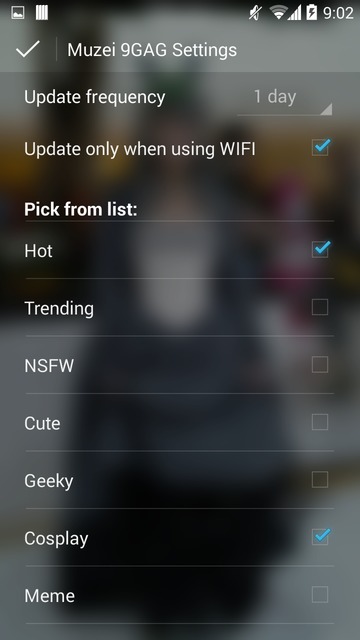 9:02
Muzei 9GAG Settings
Update frequency 1 day
Update only when using WIFI
Pick from list:
Hot
Trending
NSFW
Cute
Geeky
Cosplay
Meme